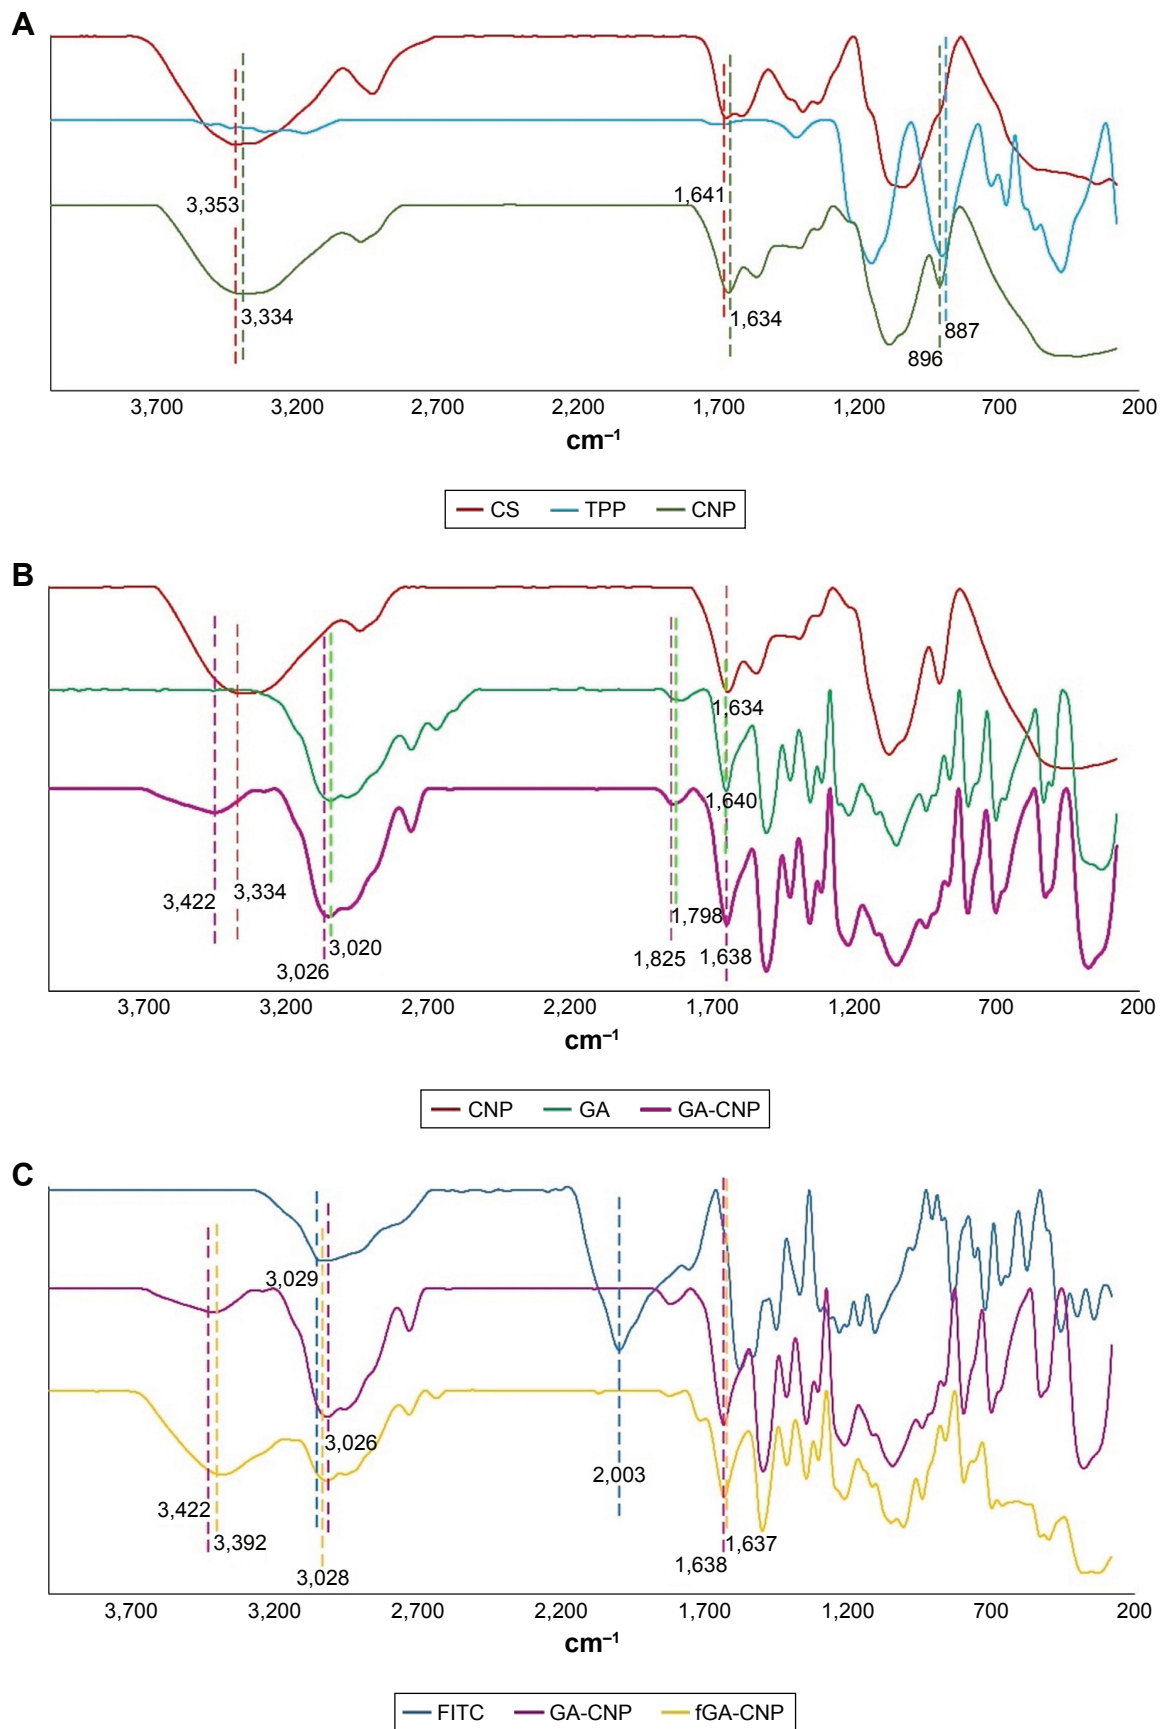 A
3,353
3,334
1,641
1,634
887
896
3,700 3,200 2,700 2,200 1,700 1,200 700 200
cm⁻¹
CS TPP CNP
B
1,634
1,640
3,422
3,334
1,798
3,020
1,825
1,638
3,026
3,700 3,200 2,700 2,200 1,700 1,200 700 200
cm⁻¹
CNP GA GA-CNP
C
3,029
3,026
2,003
3,422
3,392
1,637
1,638
3,028
3,700 3,200 2,700 2,200 1,700 1,200 700 200
cm⁻¹
FITC GA-CNP fGA-CNP